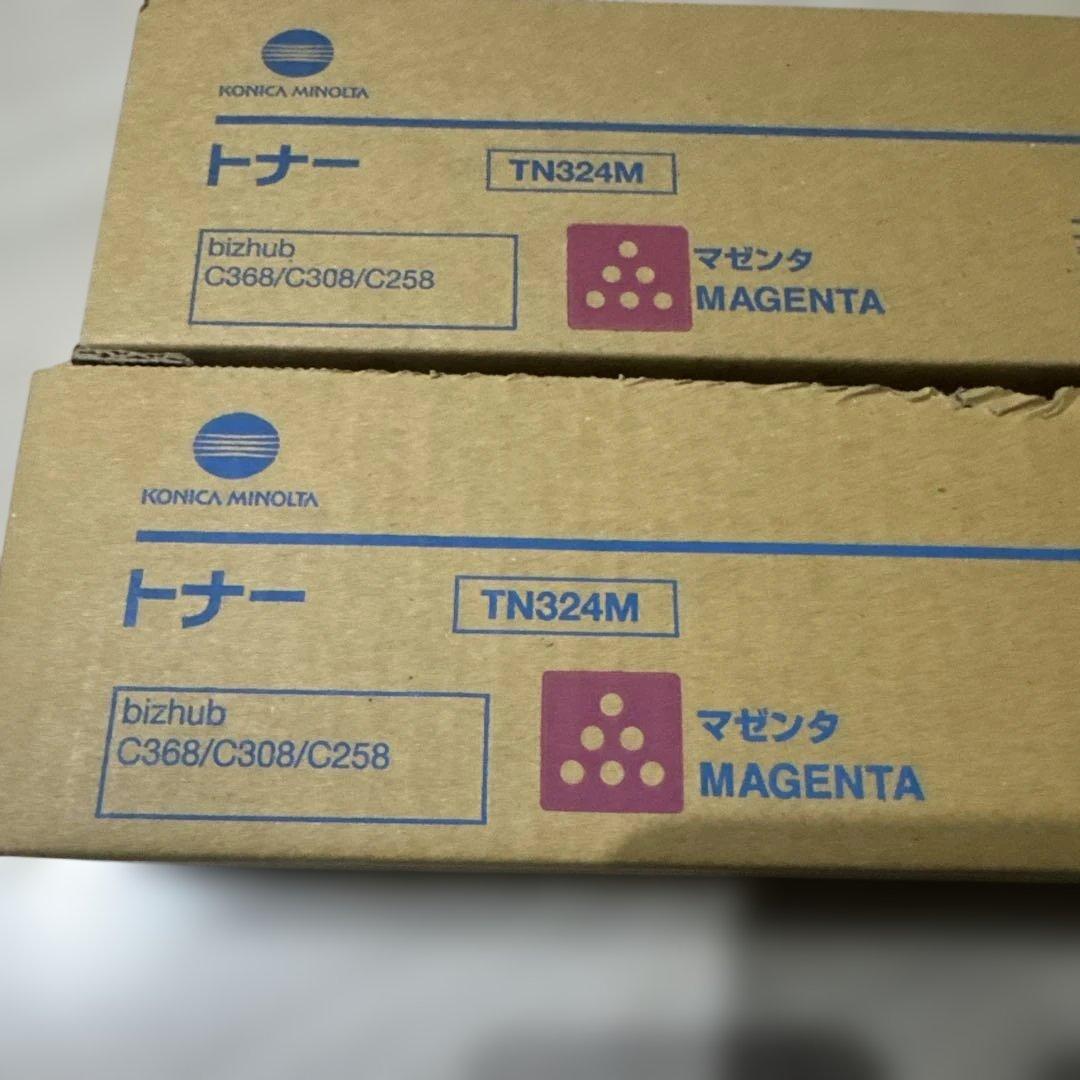 KONICA MINOLTA
トナー
TN324M
bizhub
C368/C308/C258
マゼンタ
MAGENTA
KONICA MINOLTA
トナー
TN324M
bizhub
C368/C308/C258
マゼンタ
MAGENTA